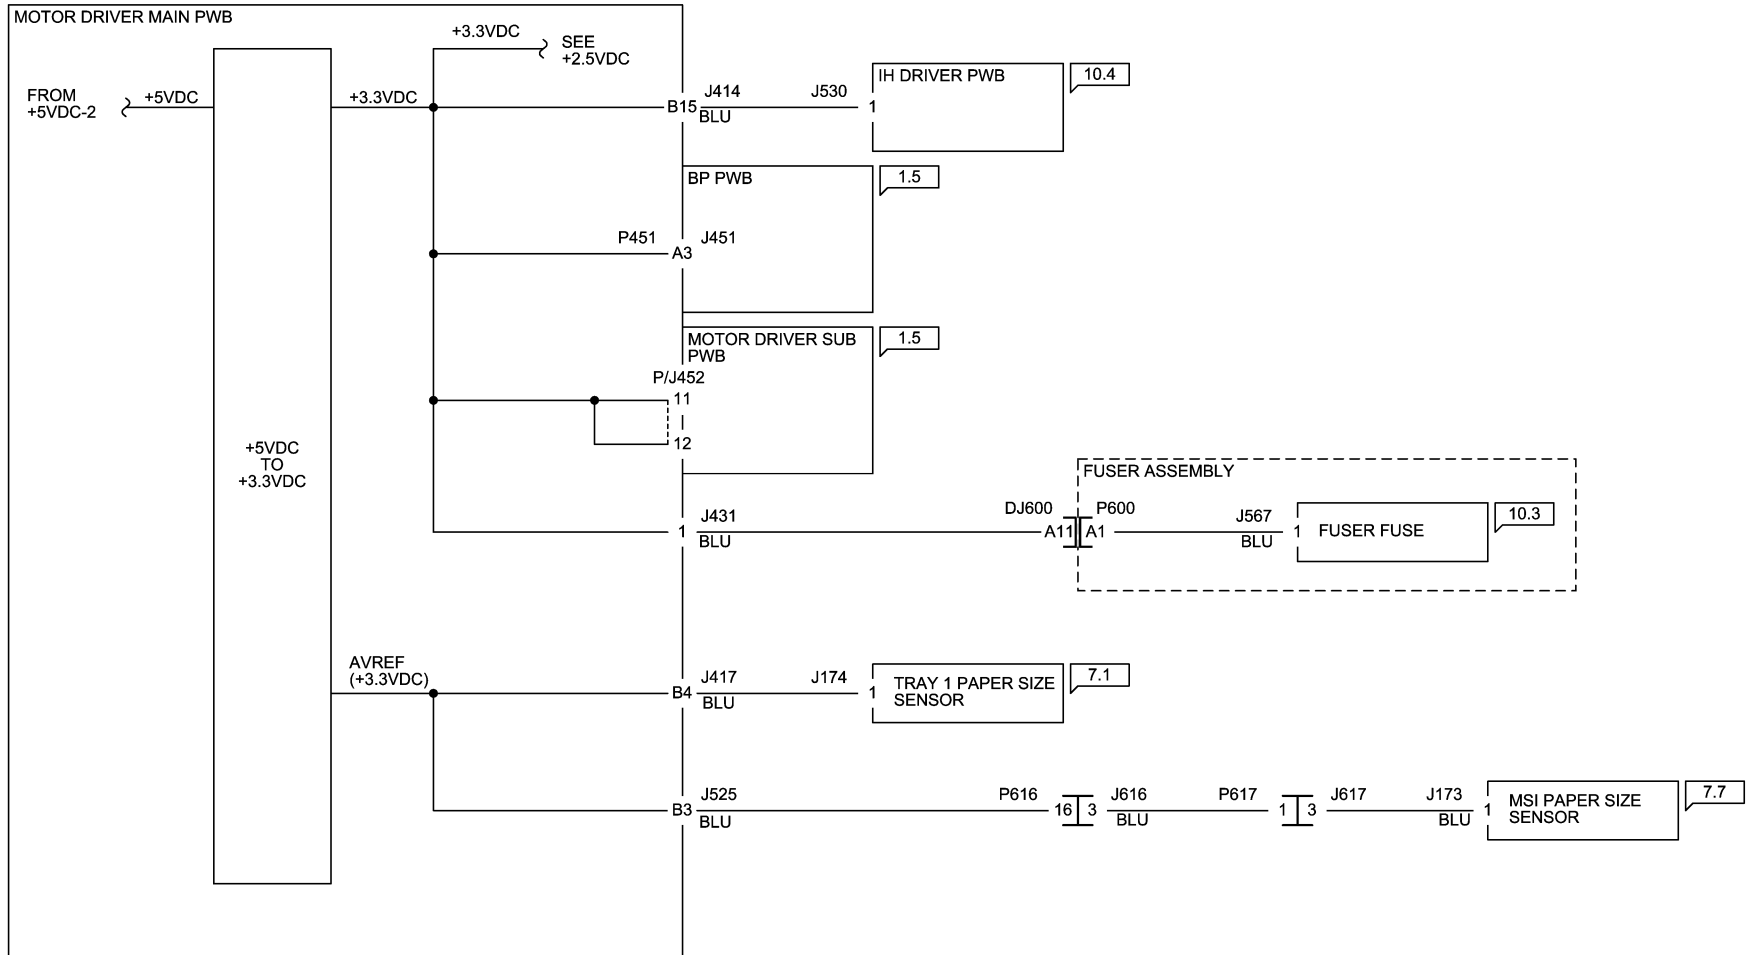 MOTOR DRIVER MAIN PWB
+3.3VDC
SEE
+2.5VDC
FROM
+5VDC-2
+5VDC
+3.3VDC
B15
J414
BLU
J530
1
IH DRIVER PWB
10.4
BP PWB
1.5
P451
A3
J451
MOTOR DRIVER SUB
PWB
1.5
P/J452
11
12
+5VDC
TO
+3.3VDC
FUSER ASSEMBLY
1
J431
BLU
DJ600
A11
P600
A1
J567
BLU
1
FUSER FUSE
10.3
AVREF
(+3.3VDC)
B4
J417
BLU
J174
1
TRAY 1 PAPER SIZE
SENSOR
7.1
B3
J525
BLU
P616
16
3
J616
BLU
P617
1
3
J617
J173
BLU
1
MSI PAPER SIZE
SENSOR
7.7